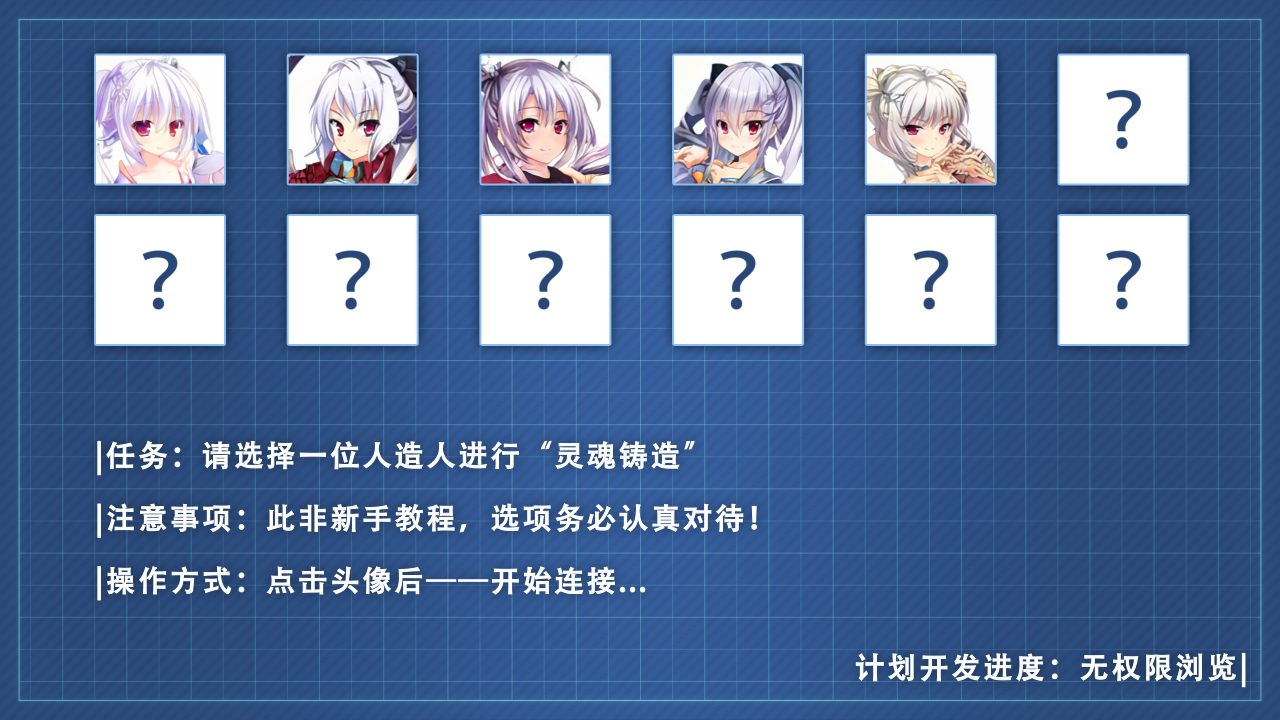 ?
? ? ? ? ? ?
|任务：请选择一位人造人进行“灵魂铸造”
|注意事项：此非新手教程，选项务必认真对待！
|操作方式：点击头像后——开始连接...
计划开发进度：无权限浏览|